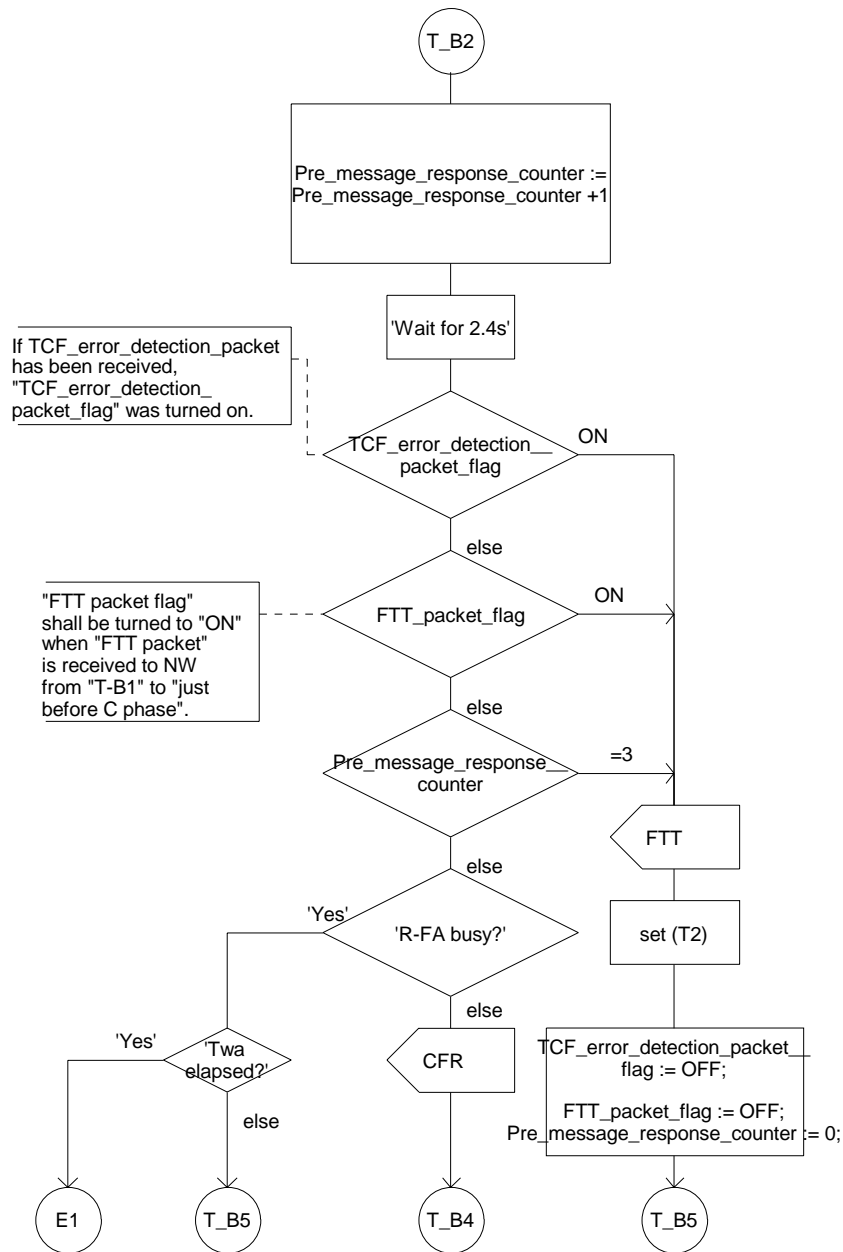 T_B2
Pre_message_response_counter :=
Pre_message_response_counter +1
'Wait for 2.4s'
If TCF_error_detection_packet
has been received,
"TCF_error_detection_
packet_flag" was turned on.
TCF_error_detection__
packet_flag
ON
else
"FTT packet flag"
shall be turned to "ON"
when "FTT packet"
is received to NW
from "T-B1" to "just
before C phase".
FTT_packet_flag
ON
else
Pre_message_response__
counter
=3
FTT
else
'Yes'
'R-FA busy?'
set (T2)
else
'Yes'
'Twa
elapsed?'
CFR
TCF_error_detection_packet__
flag := OFF;
FTT_packet_flag := OFF;
Pre_message_response_counter := 0;
else
E1
T_B5
T_B4
T_B5